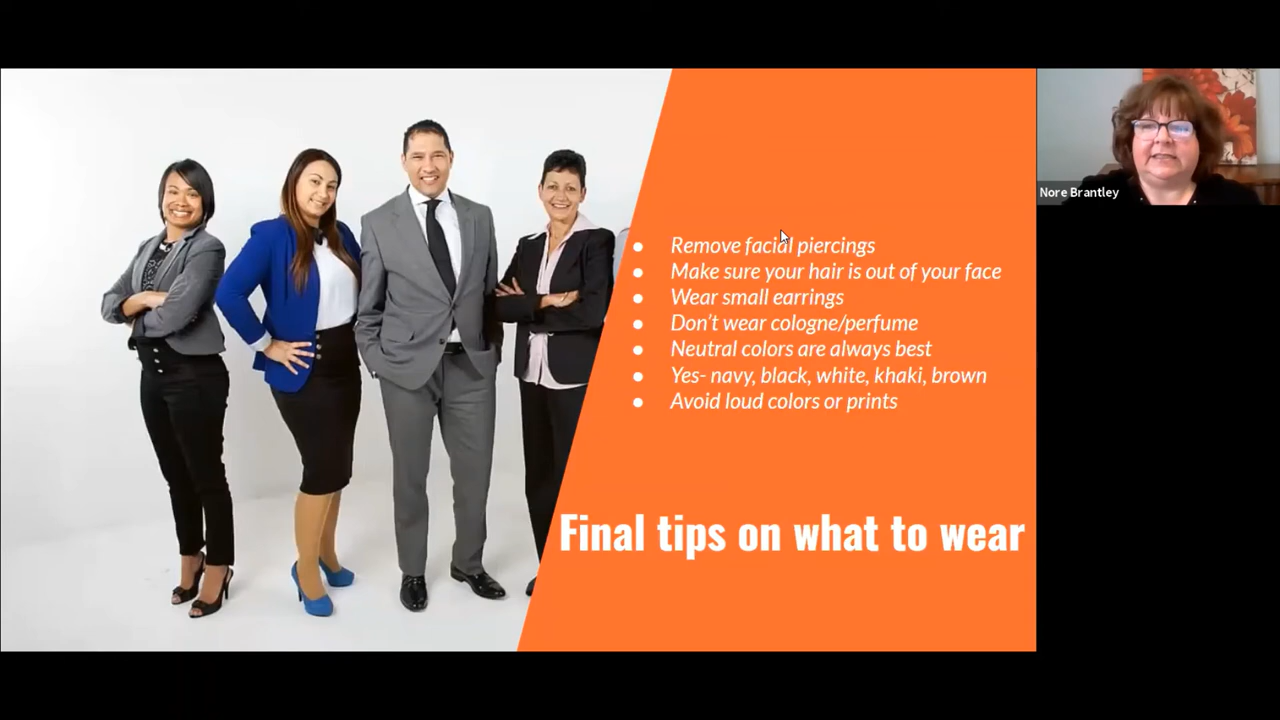 Remove facial piercings
Make sure your hair is out of your face
Wear small earrings
Don't wear cologne/perfume
Neutral colors are always best
Yes- navy, black, white, khaki, brown
Avoid loud colors or prints
Final tips on what to wear
Nore Brantley